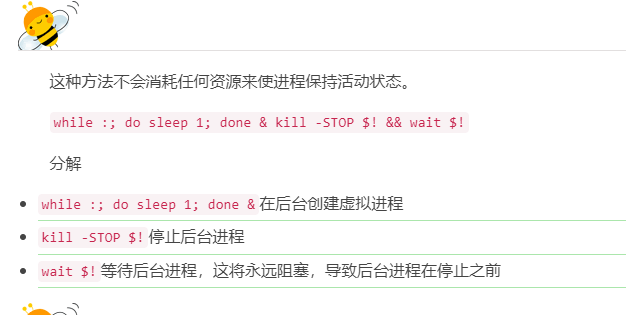 这种方法不会消耗任何资源来使进程保持活动状态。
while :; do sleep 1; done & kill -STOP $! && wait $!
分解
while :; do sleep 1; done &在后台创建虚拟进程
kill -STOP $!停止后台进程
wait $!等待后台进程，这将永远阻塞，导致后台进程在停止之前